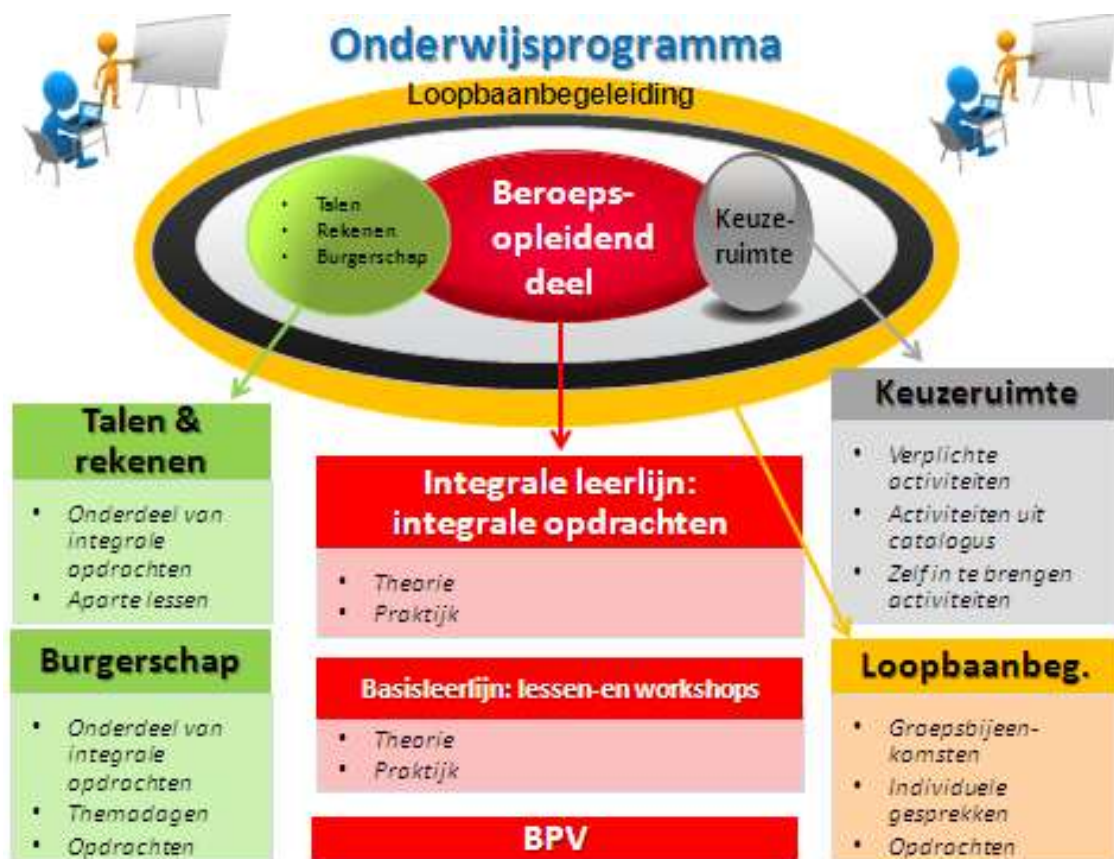 Onderwijsprogramma
Loopbaanbegeleiding
• Talen
• Rekenen
• Burgerschap
Beroeps-
opleidend
deel
Keuze-
ruimte
Talen &
rekenen
• Onderdeel van
integrale
opdrachten
• Aparte lessen
Burgerschap
• Onderdeel van
integrale
opdrachten
• Themadagen
• Opdrachten
Integrale leerlijn:
integrale opdrachten
• Theorie
• Praktijk
Basisleerlijn: lessen-en workshops
• Theorie
• Praktijk
BPV
Keuzeruimte
• Verplichte
activiteiten
• Activiteiten uit
catalogus
• Zelf in te brengen
activiteiten
Loopbaanbeg.
• Groepsbijeen-
komsten
• Individuele
gesprekken
• Opdrachten